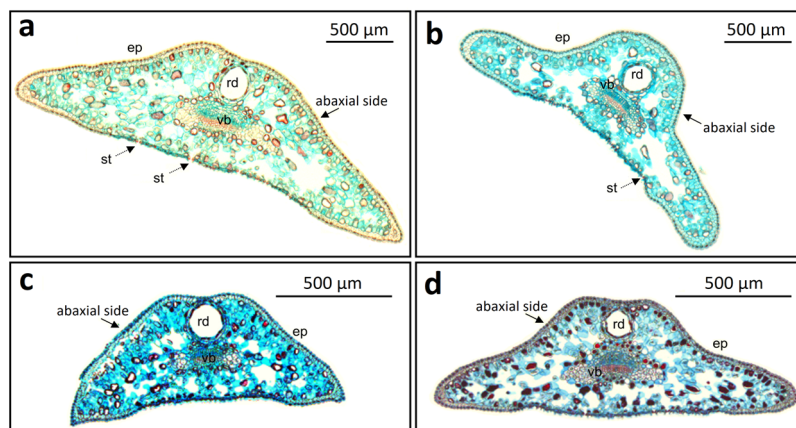 a
ep
500 µm
rd
abaxial side
vb
st
st
b
ep
500 µm
rd
vb
abaxial side
st
c
500 µm
abaxial side
rd
ep
vb
d
500 µm
abaxial side
rd
ep
vb